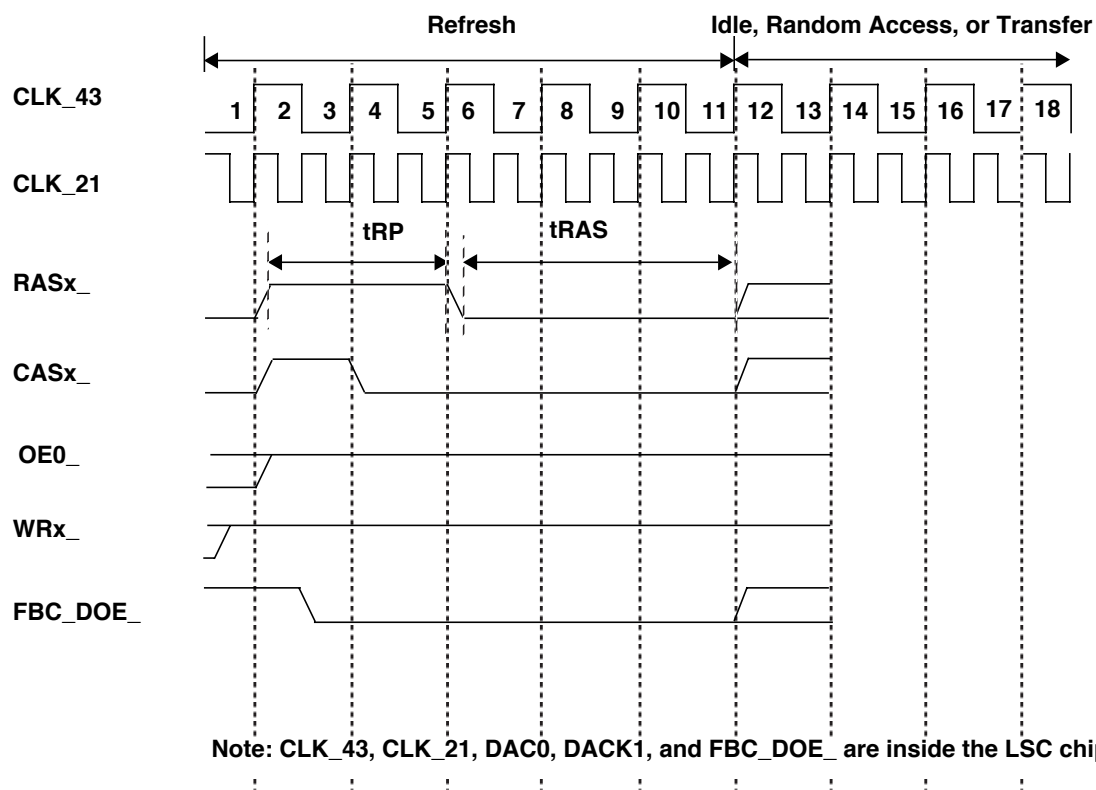 Refresh
Idle, Random Access, or Transfer
CLK_43
1 2 3 4 5 6 7 8 9 10 11 12 13 14 15 16 17 18
CLK_21
tRP
tRAS
RASx_
CASx_
OE0_
WRx_
FBC_DOE_
Note: CLK_43, CLK_21, DAC0, DACK1, and FBC_DOE_ are inside the LSC chip